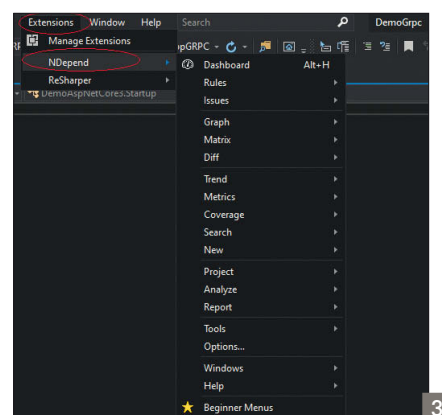 Extensions Window Help Search DemoGrpc
Manage Extensions
NDepend
ReSharper
DemoAspNetCore3.Startup
Dashboard Alt+H
Rules
Issues
Graph
Matrix
Diff
Trend
Metrics
Coverage
Search
New
Project
Analyze
Report
Tools
Options...
Windows
Help
Beginner Menus
3